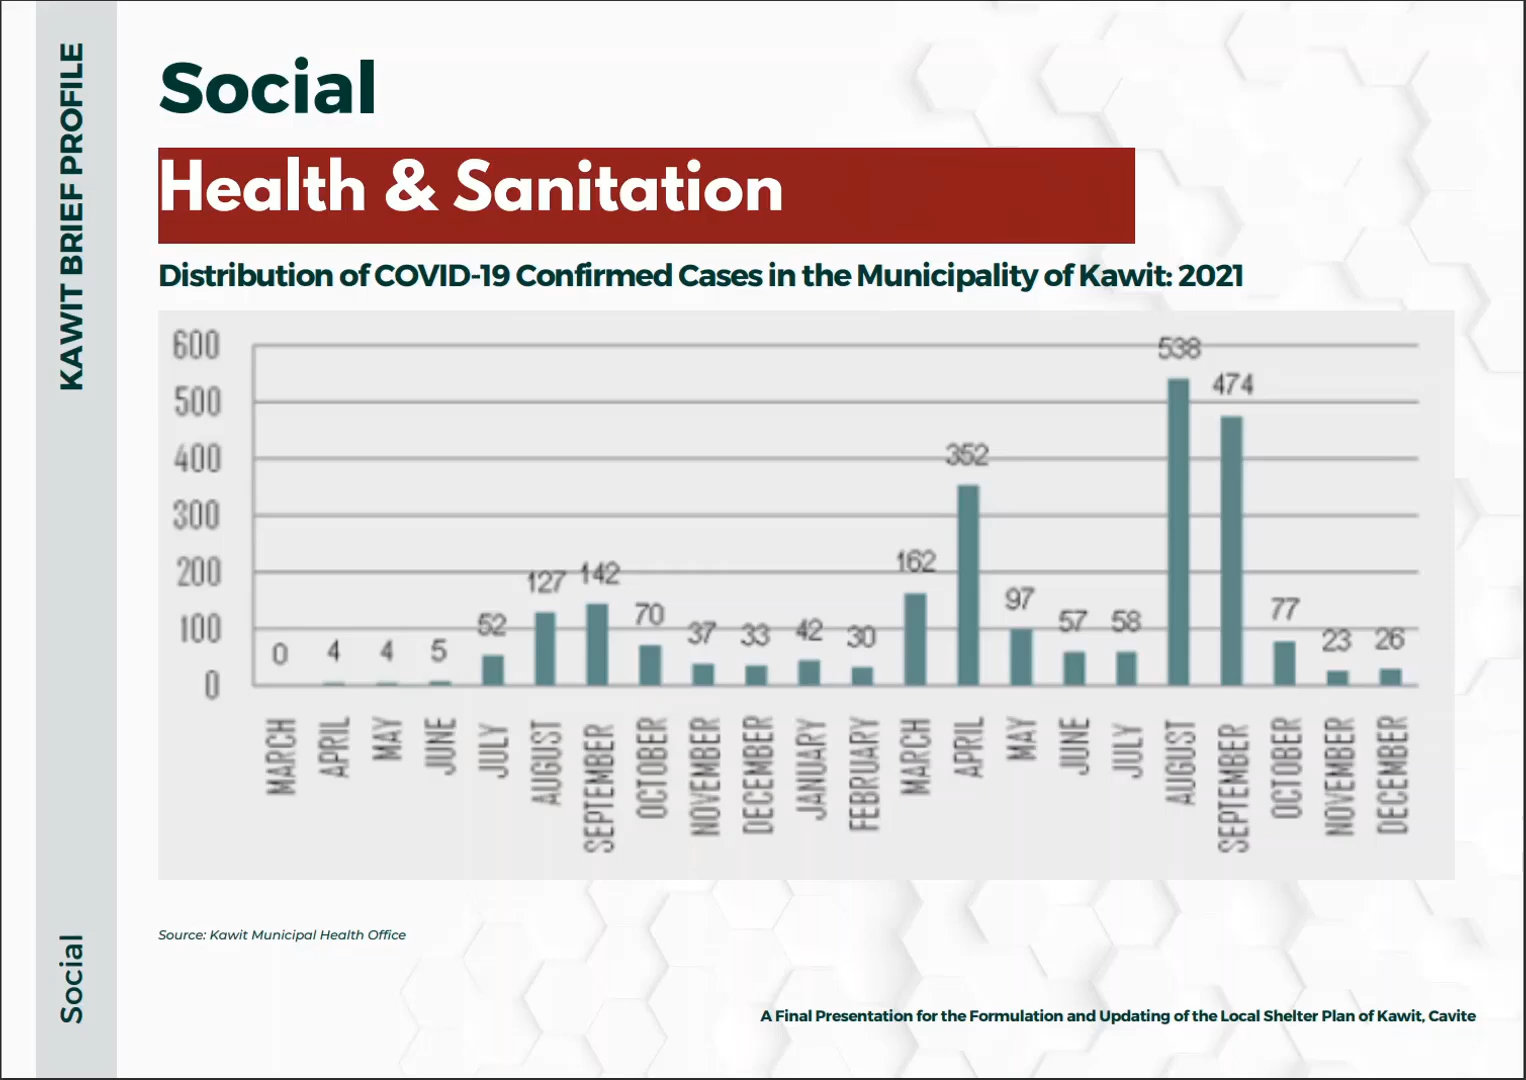 KAWIT BRIEF PROFILE
Social
Social
Health & Sanitation
Distribution of COVID-19 Confirmed Cases in the Municipality of Kawit: 2021
600
500
400
300
200
100
0
0
4
4
5
52
127
142
70
37
33
42
30
162
352
97
57
58
538
474
77
23
26
MARCH
APRIL
MAY
JUNE
JULY
AUGUST
SEPTEMBER
OCTOBER
NOVEMBER
DECEMBER
JANUARY
FEBRUARY
MARCH
APRIL
MAY
JUNE
JULY
AUGUST
SEPTEMBER
OCTOBER
NOVEMBER
DECEMBER
Source: Kawit Municipal Health Office
A Final Presentation for the Formulation and Updating of the Local Shelter Plan of Kawit, Cavite